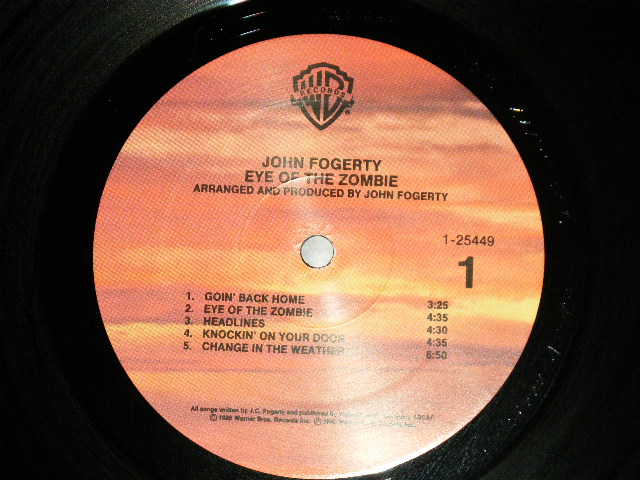 WB
RECORDS
®
JOHN FOGERTY
EYE OF THE ZOMBIE
ARRANGED AND PRODUCED BY JOHN FOGERTY
1-25449
1
1. GOIN' BACK HOME 3:25
2. EYE OF THE ZOMBIE 4:35
3. HEADLINES 4:30
4. KNOCKIN' ON YOUR DOOR 4:35
5. CHANGE IN THE WEATHER 6:50
All songs written by J.C. Fogerty and published by ASCAP
© 1986 Warner Bros. Records Inc.